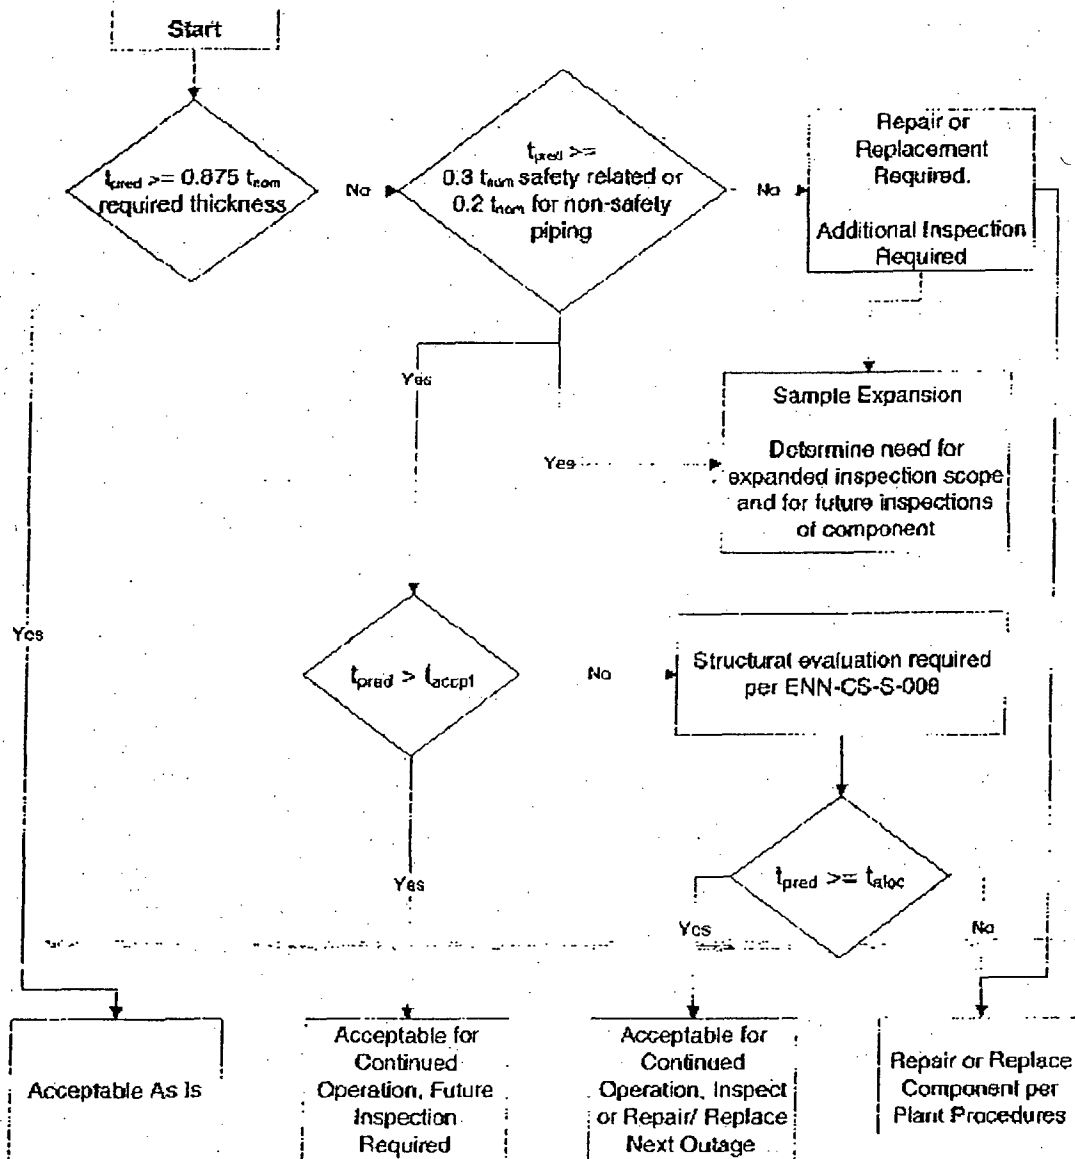 Start
t_pred >= 0.875 t_nom
required thickness
No
t_pred >=
0.3 t_nom safety related or
0.2 t_nom for non-safety
piping
No
Repair or
Replacement
Required.
Additional Inspection
Required
Yes
Yes
Sample Expansion
Determine need for
expanded inspection scope
and for future inspections
of component
Yes
t_pred > t_accpt
No
Structural evaluation required
per ENN-CS-S-008
Yes
t_pred >= t_aloc
Yes
No
Acceptable As Is
Acceptable for
Continued
Operation, Future
Inspection
Required
Acceptable for
Continued
Operation, Inspect
or Repair/ Replace
Next Outage
Repair or Replace
Component per
Plant Procedures